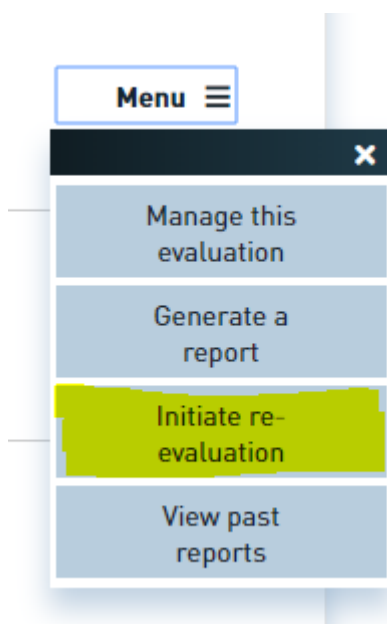 Menu
Manage this
evaluation
Generate a
report
Initiate re-
evaluation
View past
reports